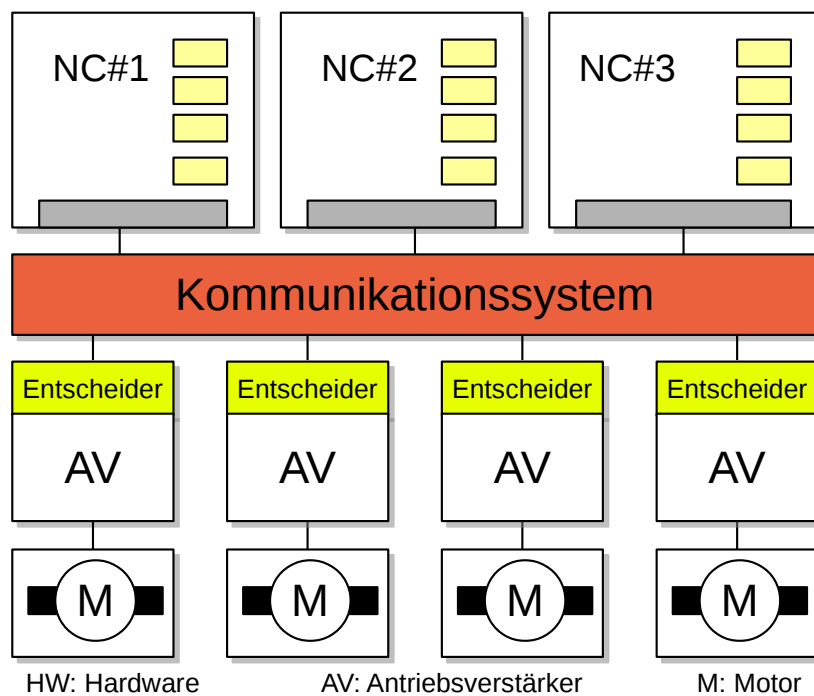 NC#1 NC#2 NC#3
Kommunikationssystem
Entscheider Entscheider Entscheider Entscheider
AV AV AV AV
M M M M
HW: Hardware AV: Antriebsverstärker M: Motor